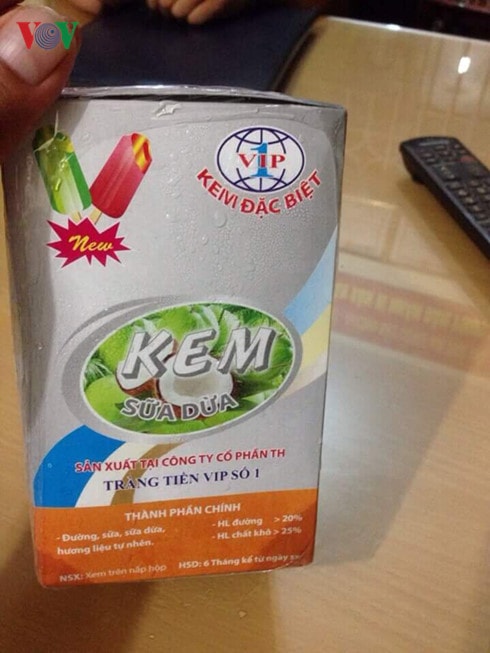 VOV
1
VIP
KEM ĐẶC BIỆT
New
KEM
SỮA DỪA
SẢN XUẤT TẠI CÔNG TY CỔ PHẦN TH
TRÀNG TIỀN VIP SỐ 1
THÀNH PHẦN CHÍNH
- Đường, sữa, sữa dừa, - HL đường > 20%
hương liệu tự nhiên. - HL chất khô > 25%
NSX: Xem trên nắp hộp HSD: 6 Tháng kể từ ngày